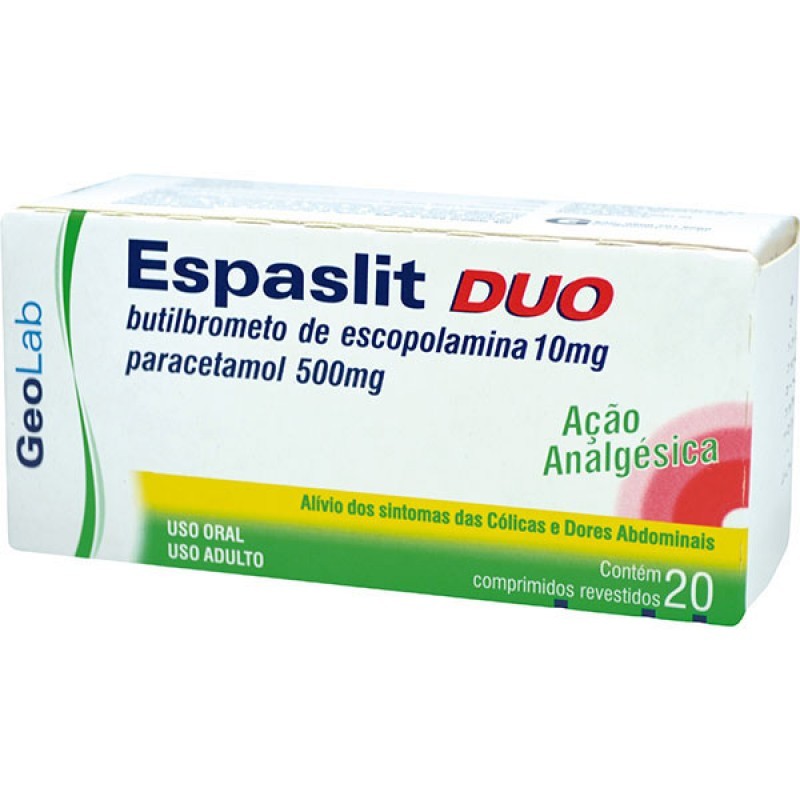 GeoLab
Espaslit DUO
butilbrometo de escopolamina 10mg
paracetamol 500mg
Ação
Analgésica
Alívio dos sintomas das Cólicas e Dores Abdominais
USO ORAL
USO ADULTO
Contém
comprimidos revestidos 20